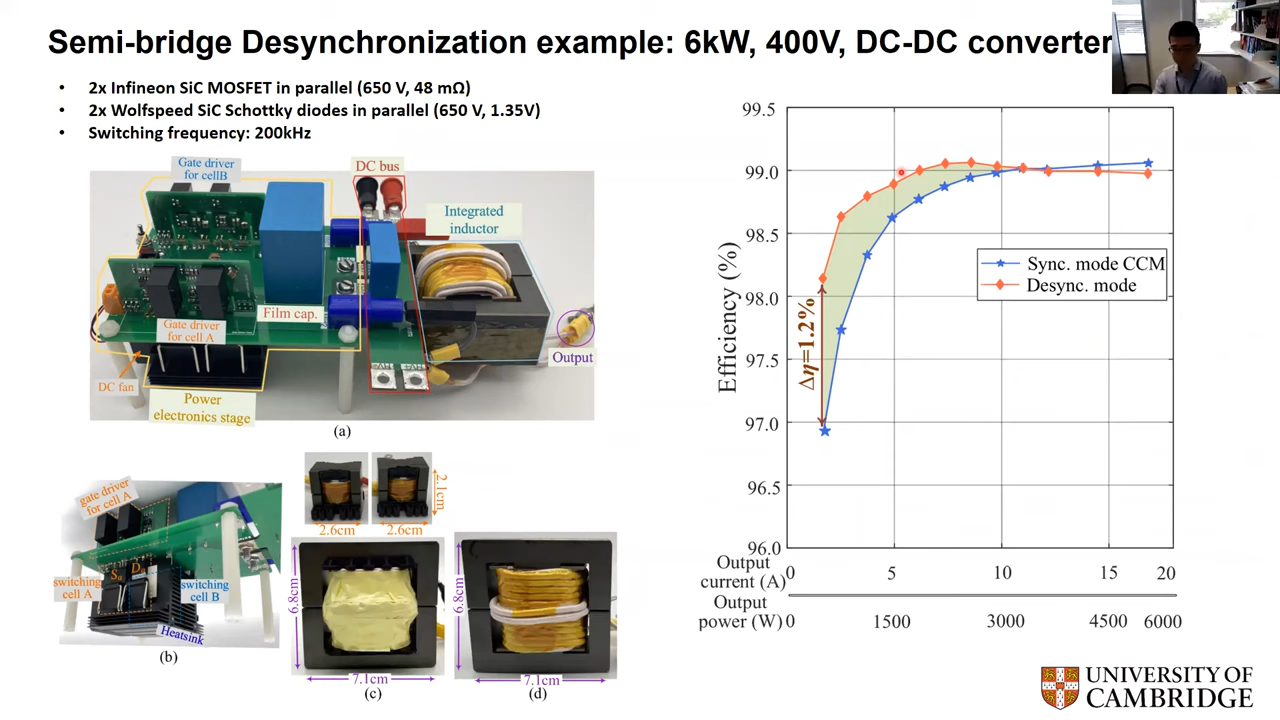 Semi-bridge Desynchronization example: 6kW, 400V, DC-DC converter
• 2x Infineon SiC MOSFET in parallel (650 V, 48 mΩ)
• 2x Wolfspeed SiC Schottky diodes in parallel (650 V, 1.35V)
• Switching frequency: 200kHz
Gate driver
for cellB
DC bus
Integrated
inductor
Film cap.
Gate driver
for cell A
Output
DC fan
Power
electronics stage
(a)
gate driver
for cell A
switching
cell A
switching
cell B
Heatsink
(b)
2.1cm
2.6cm
2.6cm
6.8cm
7.1cm
(c)
6.8cm
7.1cm
(d)
99.5
99.0
98.5
98.0
97.5
97.0
96.5
96.0
Efficiency (%)
Sync. mode CCM
Desync. mode
Δη=1.2%
Output
current (A)
0 5 10 15 20
Output
power (W)
0 1500 3000 4500 6000
UNIVERSITY OF
CAMBRIDGE